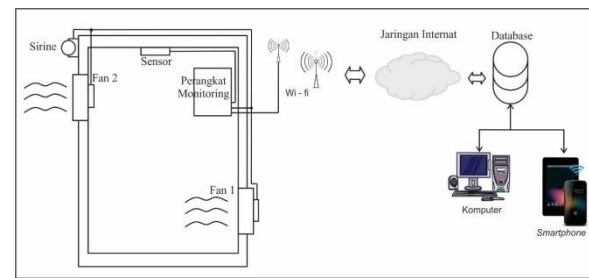 Sirine
Fan 2
Sensor
Perangkat
Monitoring
Wi - fi
Jaringan Internat
Database
Fan 1
Komputer
Smartphone